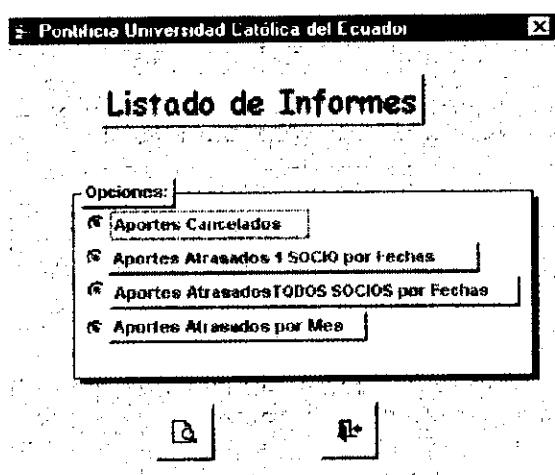 Pontificia Universidad Católica del Ecuador
Listado de Informes
Opciones:
Aportes Cancelados
Aportes Atrasados 1 SOCIO por Fechas
Aportes AtrasadosTODOS SOCIOS por Fechas
Aportes Atrasados por Mes